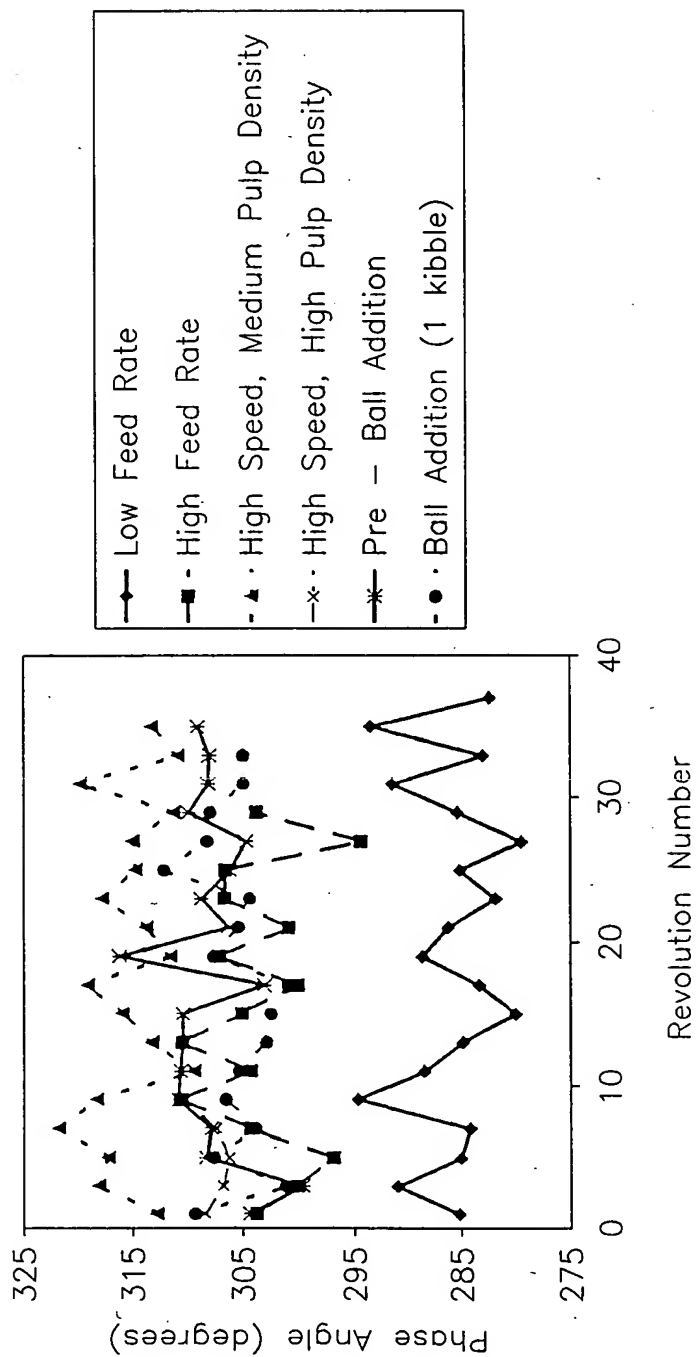 Phase Angle (degrees)
325
315
305
295
285
275
0
10
20
30
40
Revolution Number
Low Feed Rate
High Feed Rate
High Speed, Medium Pulp Density
High Speed, High Pulp Density
Pre – Ball Addition
Ball Addition (1 kibble)